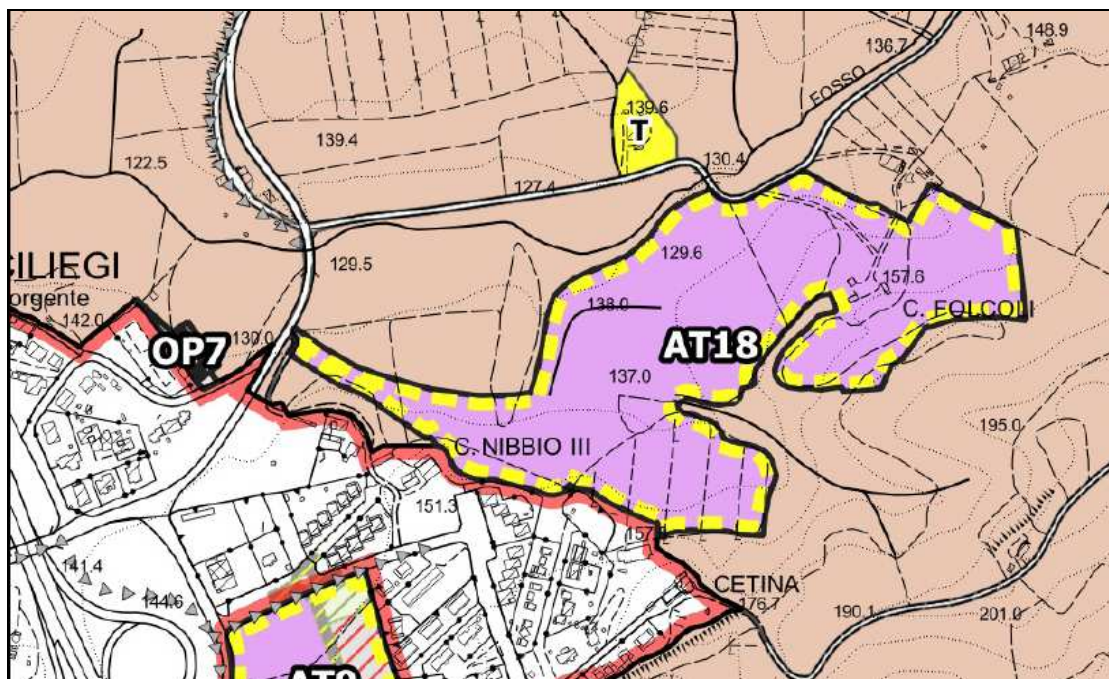 148.9
136.7
139.6
T
FOSSO
139.4
130.4
122.5
127.4
129.5
129.6
157.6
CILIEGI
orgente
142.0
138.0
C. FOLCOLI
130.0
OP7
AT18
137.0
C. NIBBIO III
195.0
151.3
157.
141.4
CETINA
144.6
176.7
190.1
201.0
AT9